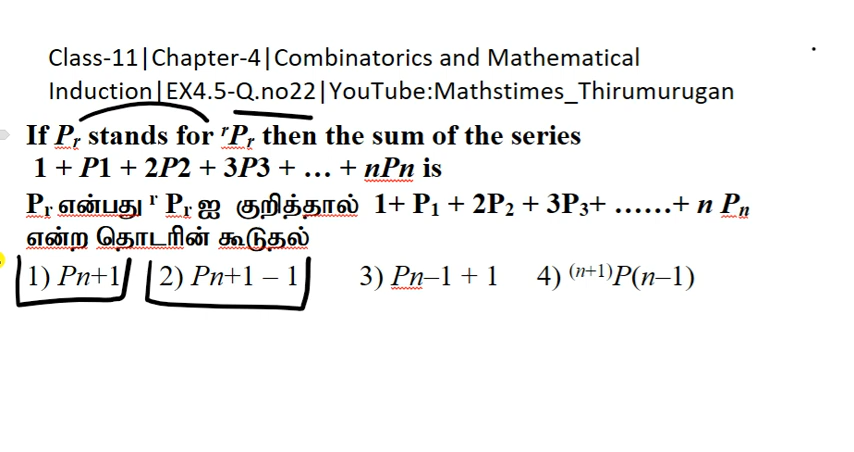 Class-11|Chapter-4|Combinatorics and Mathematical
Induction|EX4.5-Q.no22|YouTube:Mathstimes_Thirumurugan
If Pᵣ stands for ʳPᵣ then the sum of the series
1 + P1 + 2P2 + 3P3 + … + nPn is
Pᵣ என்பது " ʳ Pᵣ ஐ குறித்தால் 1+ P₁ + 2P₂ + 3P₃+ ……+ n Pₙ
என்ற தொடரின் கூடுதல்
1) Pn+1 2) Pn+1 – 1 3) Pn–1 + 1 4) ⁽ⁿ⁺¹⁾P(n–1)